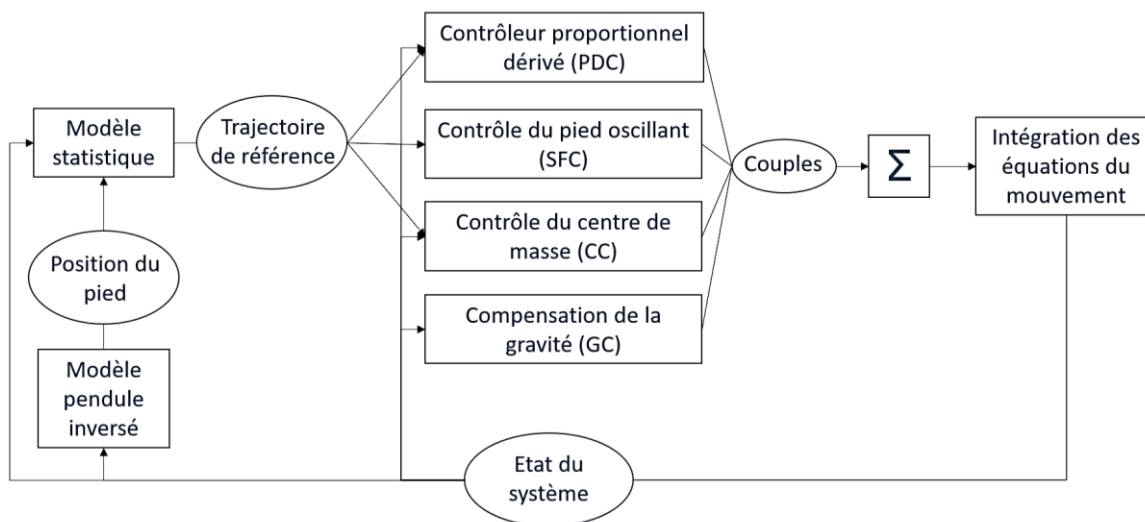 Contrôleur proportionnel
dérivé (PDC)
Modèle
statistique
Trajectoire
de référence
Contrôle du pied oscillant
(SFC)
Couples
Σ
Intégration des
équations du
mouvement
Contrôle du centre de
masse (CC)
Position du
pied
Compensation de la
gravité (GC)
Modèle
pendule
inversé
Etat du
système